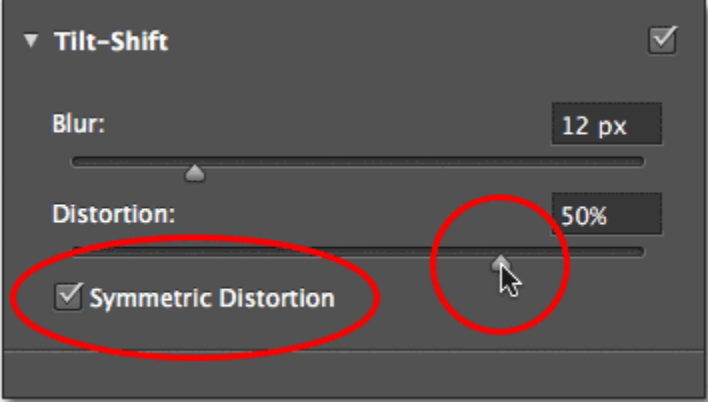 Tilt-Shift
Blur:
12 px
Distortion:
50%
Symmetric Distortion